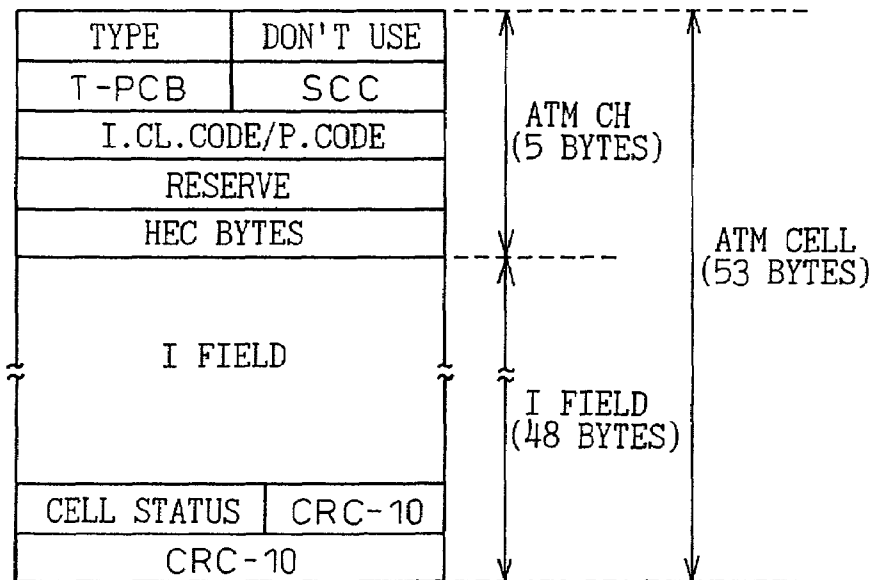 TYPE DON'T USE
T-PCB SCC
I.CL.CODE/P.CODE
RESERVE
HEC BYTES
I FIELD
CELL STATUS CRC-10
CRC-10
ATM CH
(5 BYTES)
I FIELD
(48 BYTES)
ATM CELL
(53 BYTES)